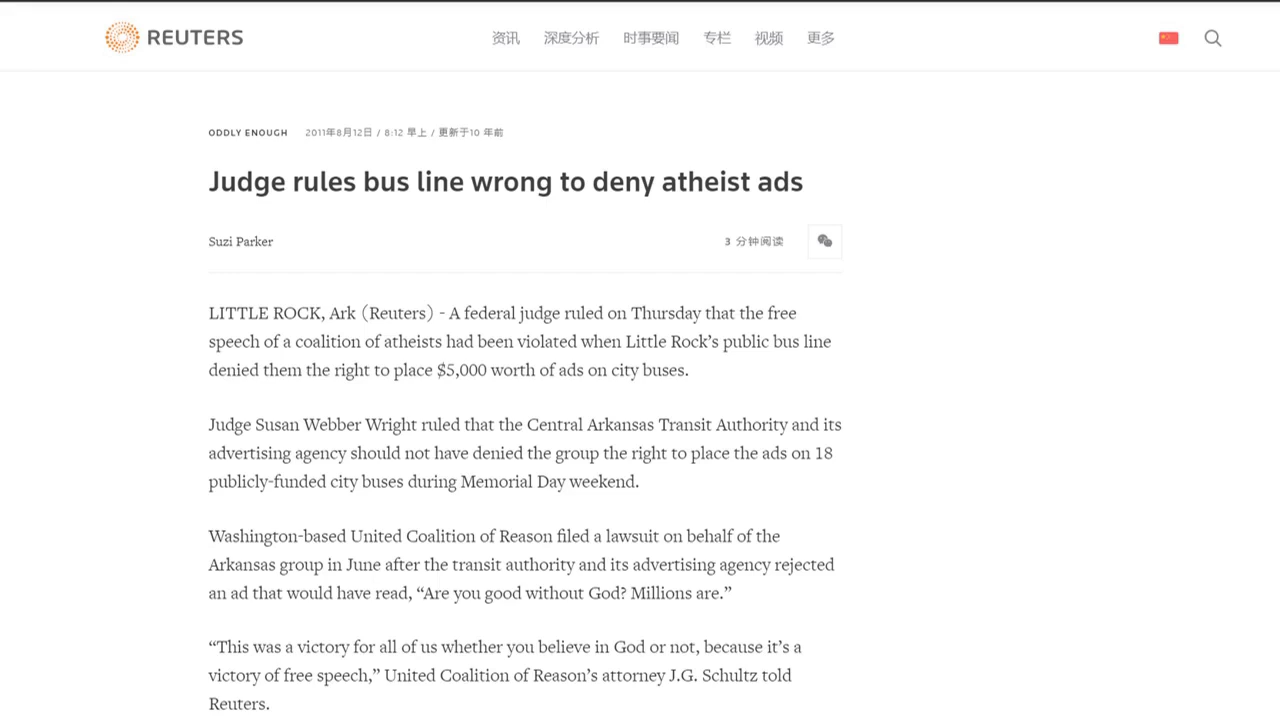 REUTERS
资讯 深度分析 时事要闻 专栏 视频 更多
ODDLY ENOUGH 2011年8月12日 / 8:12 早上 / 更新于10 年前
Judge rules bus line wrong to deny atheist ads
Suzi Parker
3 分钟阅读
LITTLE ROCK, Ark (Reuters) - A federal judge ruled on Thursday that the free
speech of a coalition of atheists had been violated when Little Rock’s public bus line
denied them the right to place $5,000 worth of ads on city buses.
Judge Susan Webber Wright ruled that the Central Arkansas Transit Authority and its
advertising agency should not have denied the group the right to place the ads on 18
publicly-funded city buses during Memorial Day weekend.
Washington-based United Coalition of Reason filed a lawsuit on behalf of the
Arkansas group in June after the transit authority and its advertising agency rejected
an ad that would have read, “Are you good without God? Millions are.”
“This was a victory for all of us whether you believe in God or not, because it’s a
victory of free speech,” United Coalition of Reason’s attorney J.G. Schultz told
Reuters.